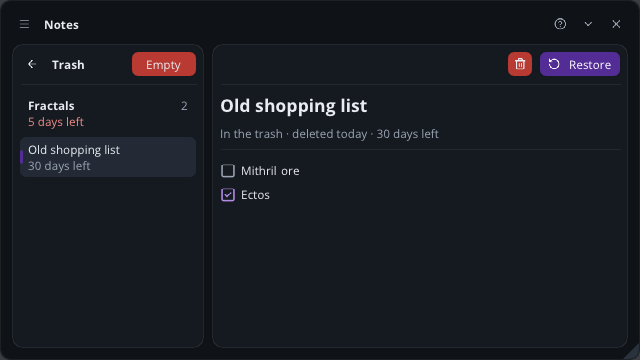 Notes
Trash
Empty
Fractals 2
5 days left
Old shopping list
30 days left
Restore
Old shopping list
In the trash · deleted today · 30 days left
Mithril ore
Ectos